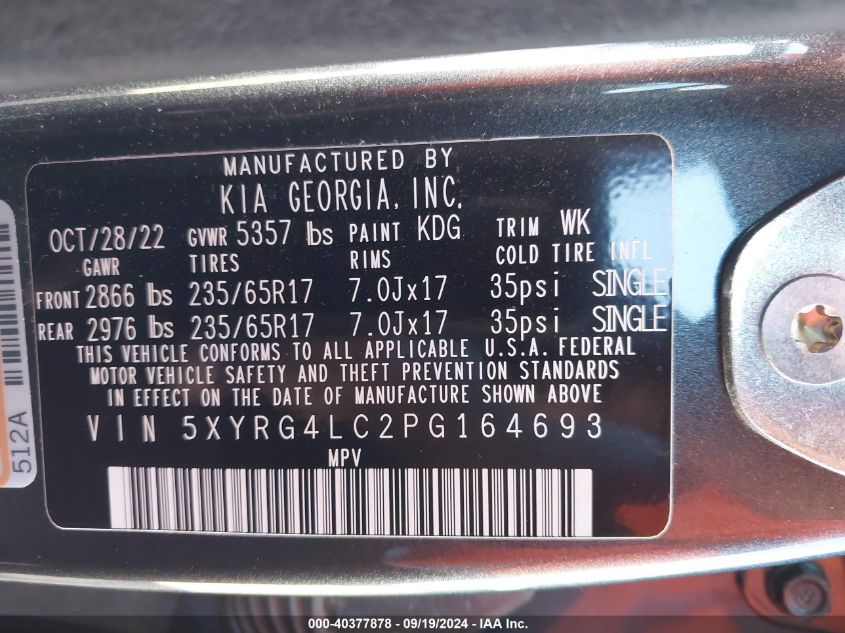 MANUFACTURED BY
KIA GEORGIA, INC.
OCT/28/22 GVWR 5357 lbs PAINT KDG TRIM WK
GAWR TIRES RIMS COLD TIRE INFL
FRONT 2866 lbs 235/65R17 7.0Jx17 35psi SINGLE
REAR 2976 lbs 235/65R17 7.0Jx17 35psi SINGLE
THIS VEHICLE CONFORMS TO ALL APPLICABLE U.S.A. FEDERAL
MOTOR VEHICLE SAFETY AND THEFT PREVENTION STANDARDS
IN EFFECT ON THE DATE OF MANUFACTURE SHOWN ABOVE
VIN 5XYRG4LC2PG164693
MPV
512A
000-40377878 - 09/19/2024 - IAA Inc.